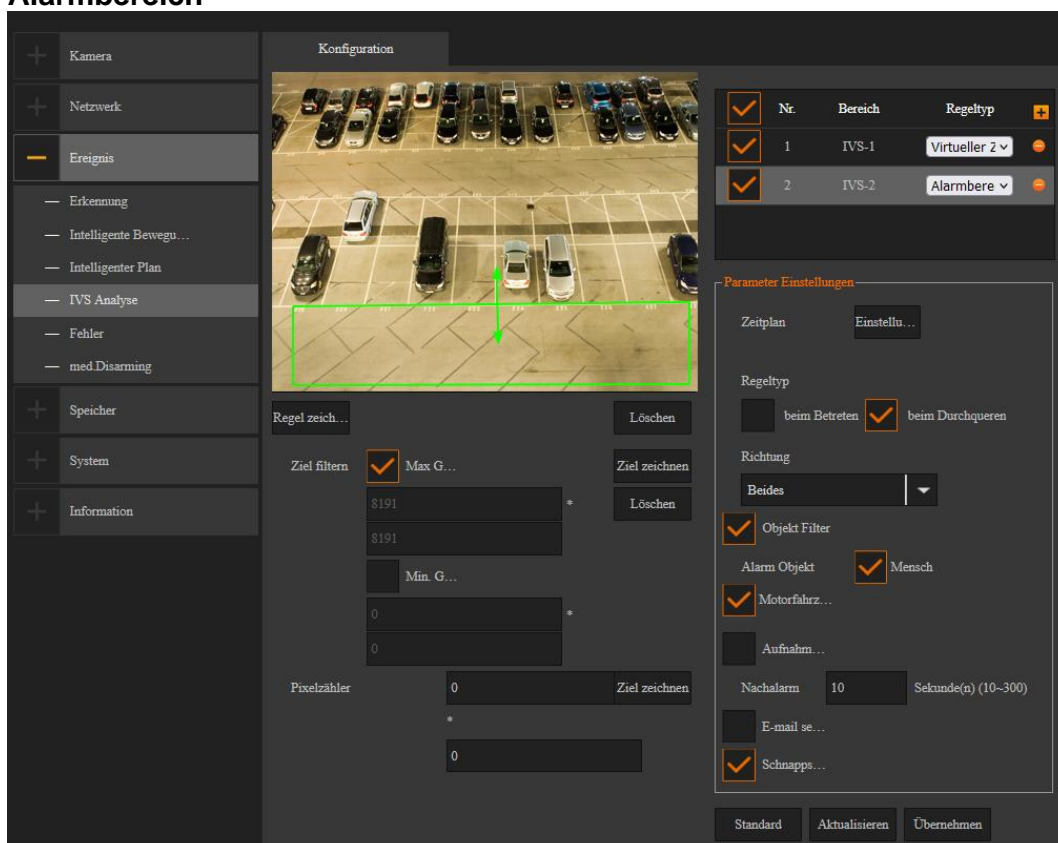 Alarmbereich
Kamera
Netzwerk
Ereignis
Erkennung
Intelligente Bewegu…
Intelligenter Plan
IVS Analyse
Fehler
med.Disarming
Speicher
System
Information
Konfiguration
Regel zeich…
Löschen
Ziel filtern
Max G…
Ziel zeichnen
8191
*
Löschen
8191
Min. G…
0
*
0
Pixelzähler
0
Ziel zeichnen
*
0
Nr. Bereich Regeltyp
1 IVS-1 Virtueller Z
2 IVS-2 Alarmbere
Parameter Einstellungen
Zeitplan Einstellu…
Regeltyp
beim Betreten beim Durchqueren
Richtung
Beides
Objekt Filter
Alarm Objekt Mensch
Motorfahrz…
Aufnahm…
Nachalarm 10 Sekunde(n) (10~300)
E-mail se…
Schnapps…
Standard Aktualisieren Übernehmen